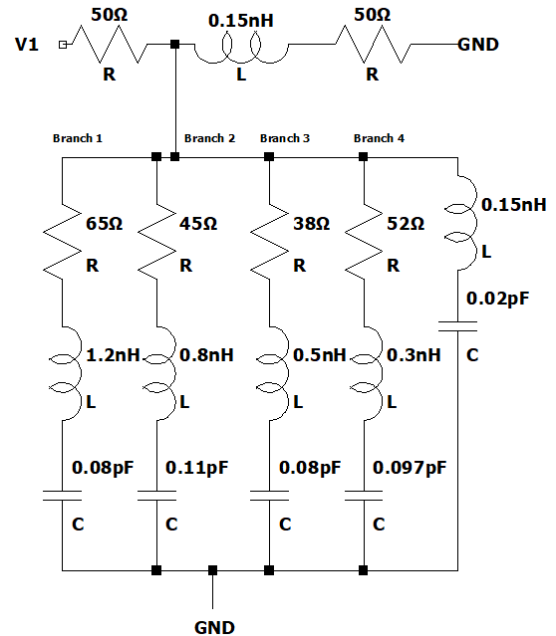 50Ω 0.15nH 50Ω
V1 GND
R L R
Branch 1 Branch 2 Branch 3 Branch 4
0.15nH
65Ω 45Ω 38Ω 52Ω
R R R R
L
0.02pF
1.2nH 0.8nH 0.5nH 0.3nH
C
L L L L
0.08pF 0.11pF 0.08pF 0.097pF
C C C C
GND